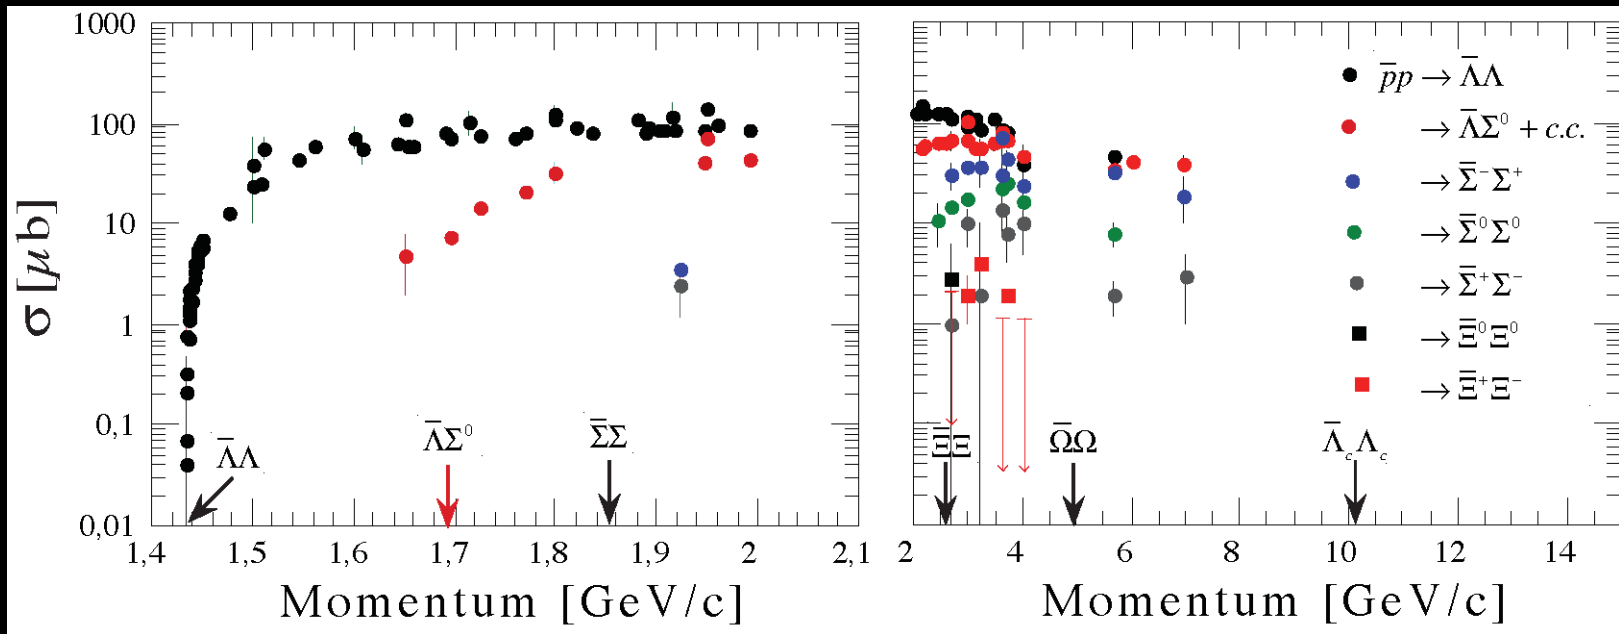 σ [μb]
1000
100
10
1
0,1
0,01
Λ̅Λ
Λ̅Σ⁰
Σ̅Σ
1,4 1,5 1,6 1,7 1,8 1,9 2 2,1
Momentum [GeV/c]
p̅p → Λ̅Λ
→ Λ̅Σ⁰ + c.c.
→ Σ̅⁻Σ⁺
→ Σ̅⁰Σ⁰
→ Σ̅⁺Σ⁻
→ Ξ̅⁰Ξ⁰
→ Ξ̅⁺Ξ⁻
Ξ̅Ξ
Ω̅Ω
Λ̅_cΛ_c
2 4 6 8 10 12 14
Momentum [GeV/c]